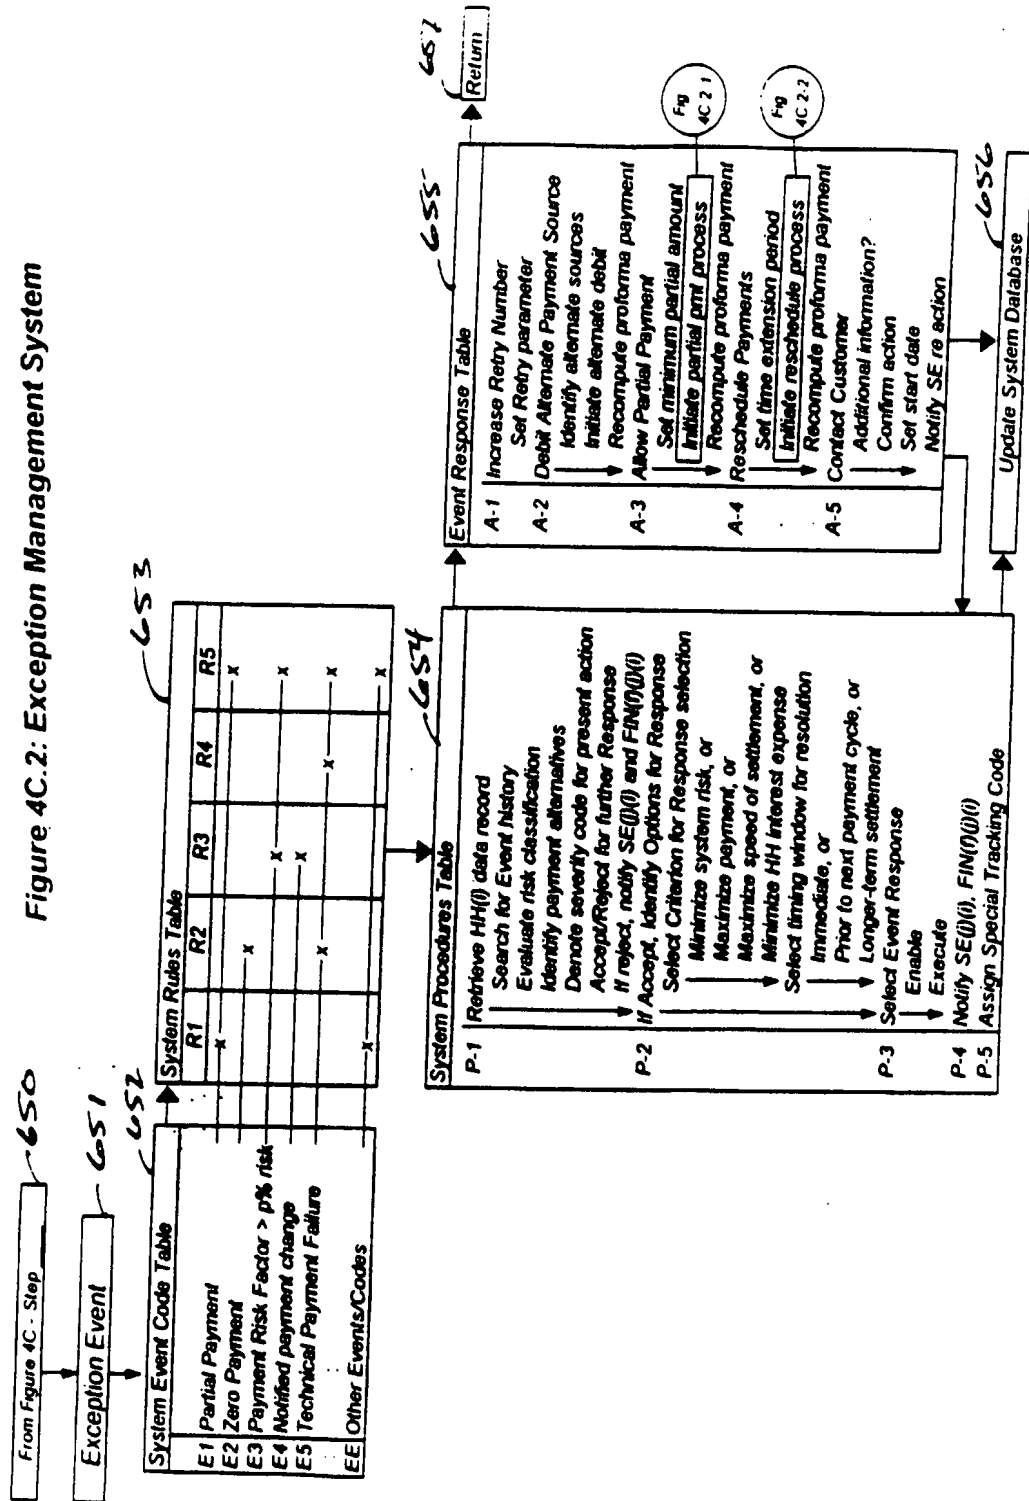 Figure 4C.2: Exception Management System
From Figure 4C - Step
650
Exception Event
651
652
System Event Code Table
E1 Partial Payment
E2 Zero Payment
E3 Payment Risk Factor > p% risk
E4 Notified payment change
E5 Technical Payment Failure
EE Other Events/Codes
653
System Rules Table
R1 R2 R3 R4 R5
x x
x
x x
x
x x x
x x
654
System Procedures Table
P-1 Retrieve HH(i) data record
Search for Event history
Evaluate risk classification
Identify payment alternatives
Denote severity code for present action
Accept/Reject for further Response
If reject, notify SE(j)(i) and FIN(f)(j)(i)
P-2 If Accept, Identify Options for Response
Select Criterion for Response selection
Minimize system risk, or
Maximize payment, or
Maximize speed of settlement, or
Minimize HH interest expense
Select timing window for resolution
Immediate, or
Prior to next payment cycle, or
Longer-term settlement
P-3 Select Event Response
Enable
Execute
P-4 Notify SE(j)(i), FIN(f)(j)(i)
P-5 Assign Special Tracking Code
655
Event Response Table
A-1 Increase Retry Number
Set Retry parameter
A-2 Debit Alternate Payment Source
Identify alternate sources
Initiate alternate debit
Recompute proforma payment
A-3 Allow Partial Payment
Set minimum partial amount
Initiate partial pmt process
Recompute proforma payment
A-4 Reschedule Payments
Set time extension period
Initiate reschedule process
Recompute proforma payment
A-5 Contact Customer
Additional information?
Confirm action
Set start date
Notify SE re action
Fig
4C 2 1
Fig
4C 2-2
657
Return
656
Update System Database